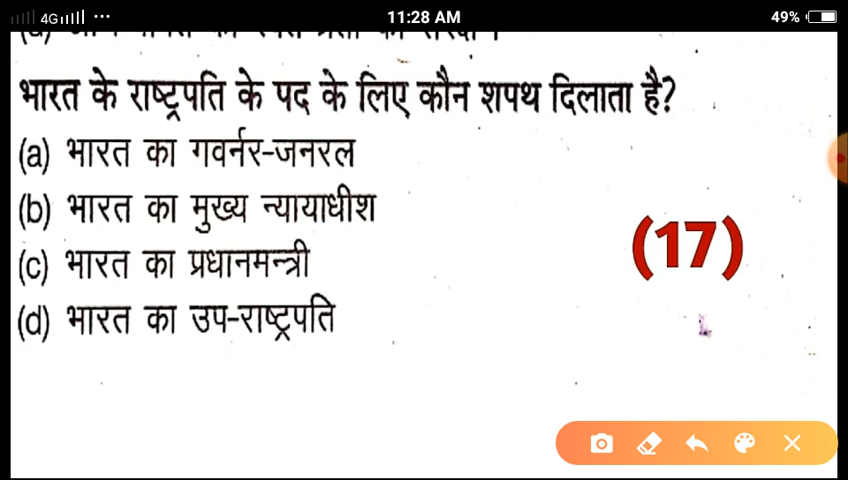 4G 11:28 AM 49%
भारत के राष्ट्रपति के पद के लिए कौन शपथ दिलाता है?
(a) भारत का गवर्नर-जनरल
(b) भारत का मुख्य न्यायाधीश
(c) भारत का प्रधानमन्त्री
(d) भारत का उप-राष्ट्रपति
(17)